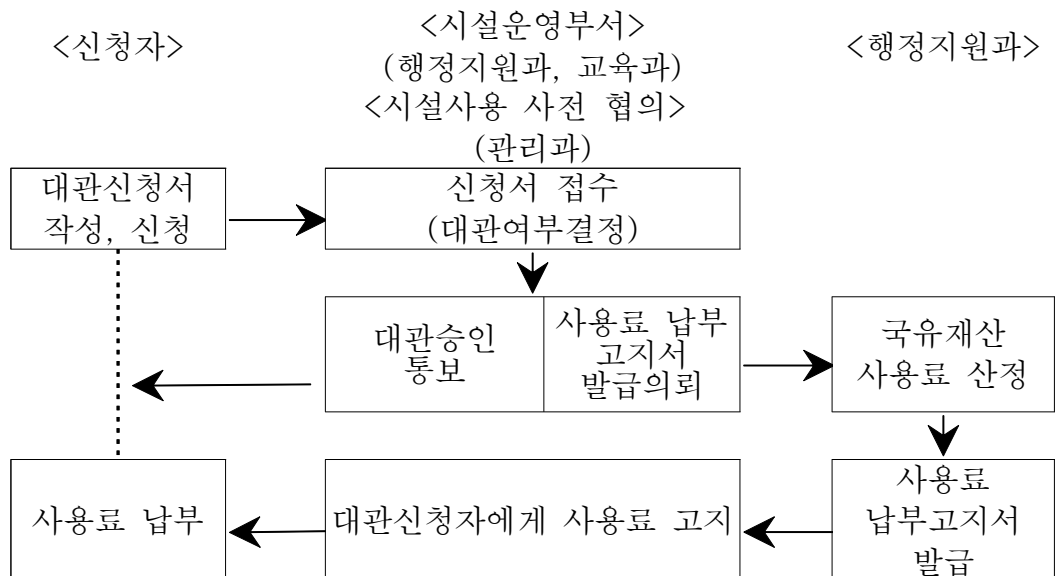 <신청자>
<시설운영부서>
(행정지원과, 교육과)
<시설사용 사전 협의>
(관리과)
<행정지원과>
대관신청서
작성, 신청
신청서 접수
(대관여부결정)
대관승인
통보
사용료 납부
고지서
발급의뢰
국유재산
사용료 산정
사용료 납부
대관신청자에게 사용료 고지
사용료
납부고지서
발급